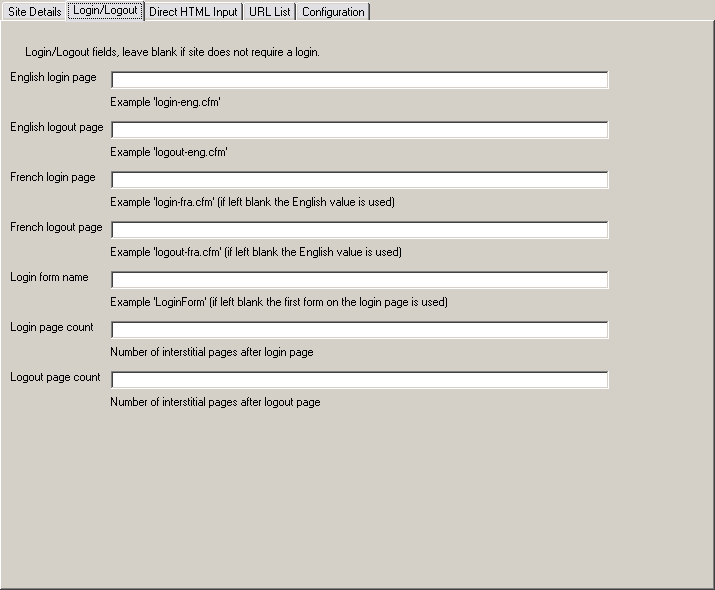 Site Details Login/Logout Direct HTML Input URL List Configuration
Login/Logout fields, leave blank if site does not require a login.
English login page
Example 'login-eng.cfm'
English logout page
Example 'logout-eng.cfm'
French login page
Example 'login-fra.cfm' (if left blank the English value is used)
French logout page
Example 'logout-fra.cfm' (if left blank the English value is used)
Login form name
Example 'LoginForm' (if left blank the first form on the login page is used)
Login page count
Number of interstitial pages after login page
Logout page count
Number of interstitial pages after logout page